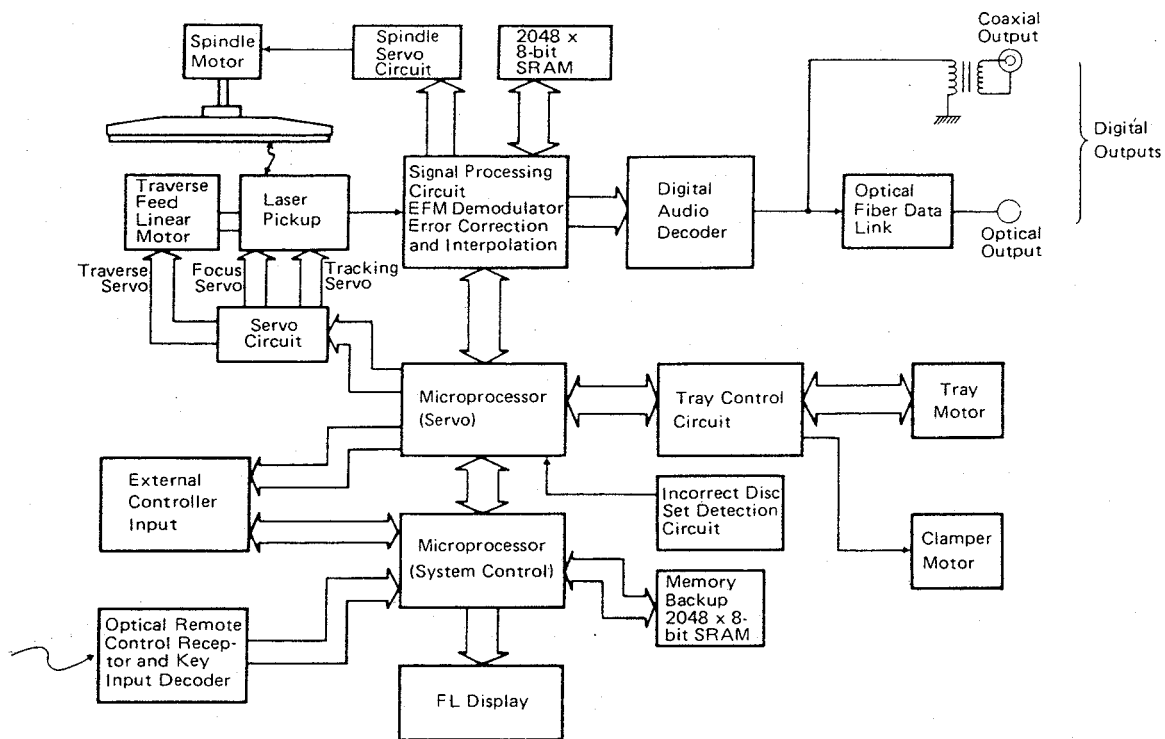 Coaxial
Output
Spindle
Motor
Spindle
Servo
Circuit
2048 x
8-bit
SRAM
Digital
Outputs
Signal Processing
Circuit
EFM Demodulator
Error Correction
and Interpolation
Digital
Audio
Decoder
Optical
Fiber Data
Link
Optical
Output
Traverse
Feed
Linear
Motor
Laser
Pickup
Traverse
Servo
Focus
Servo
Tracking
Servo
Servo
Circuit
Microprocessor
(Servo)
Tray Control
Circuit
Tray
Motor
External
Controller
Input
Incorrect Disc
Set Detection
Circuit
Microprocessor
(System Control)
Clamper
Motor
Memory
Backup
2048 x 8-
bit SRAM
Optical Remote
Control Recep-
tor and Key
Input Decoder
FL Display